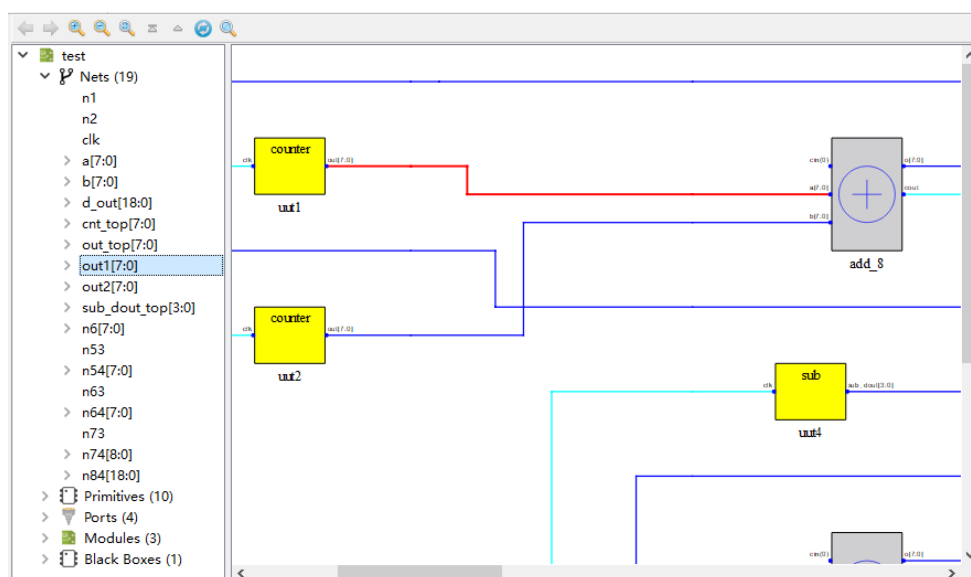 test
Nets (19)
n1
n2
clk
a[7:0]
b[7:0]
d_out[18:0]
cnt_top[7:0]
out_top[7:0]
out1[7:0]
out2[7:0]
sub_dout_top[3:0]
n6[7:0]
n53
n54[7:0]
n63
n64[7:0]
n73
n74[8:0]
n84[18:0]
Primitives (10)
Ports (4)
Modules (3)
Black Boxes (1)
counter
clk
out[7:0]
uut1
cin(0)
o[7:0]
a[7:0]
cout
b[7:0]
add_8
counter
clk
out[7:0]
uut2
sub
clk
sub_dout[3:0]
uut4
cin(0)
o[7:0]